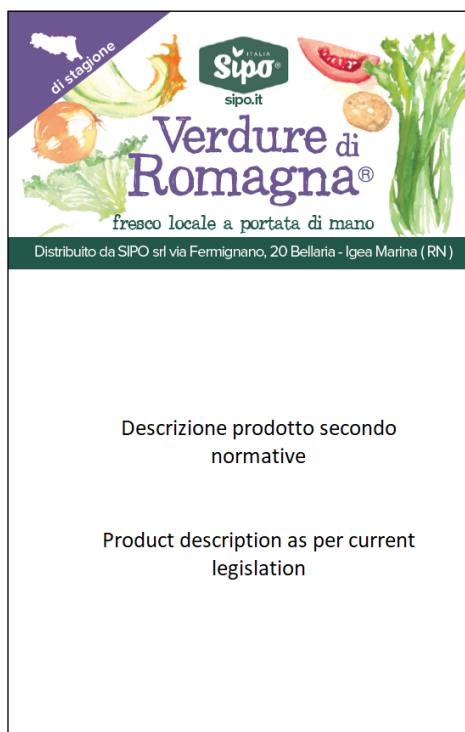 di stagione
ITALIA
Sipo®
sipo.it
Verdure di
Romagna®
fresco locale a portata di mano
Distribuito da SIPO srl via Fermignano, 20 Bellaria - Igea Marina ( RN )
Descrizione prodotto secondo
normative
Product description as per current
legislation